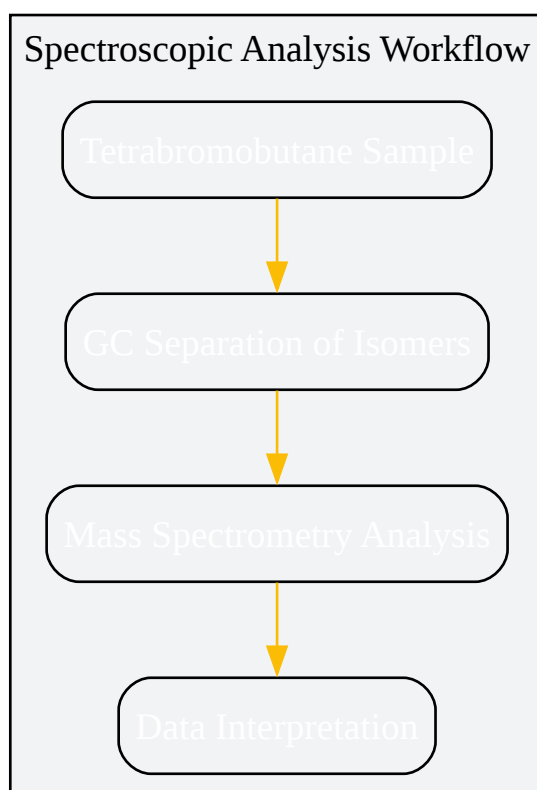 Spectroscopic Analysis Workflow
Tetrabromobutane Sample
GC Separation of Isomers
Mass Spectrometry Analysis
Data Interpretation